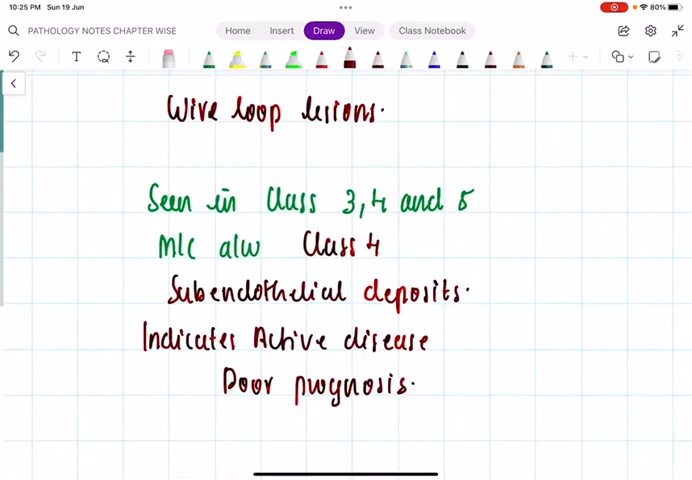 10:25 PM Sun 19 Jun
80%
PATHOLOGY NOTES CHAPTER WISE
Home Insert Draw View Class Notebook
T
Wire loop lesions.
Seen in Class 3, 4 and 5
MlC alw Class 4
Subendothelial deposits.
Indicates Active disease
Poor prognosis.